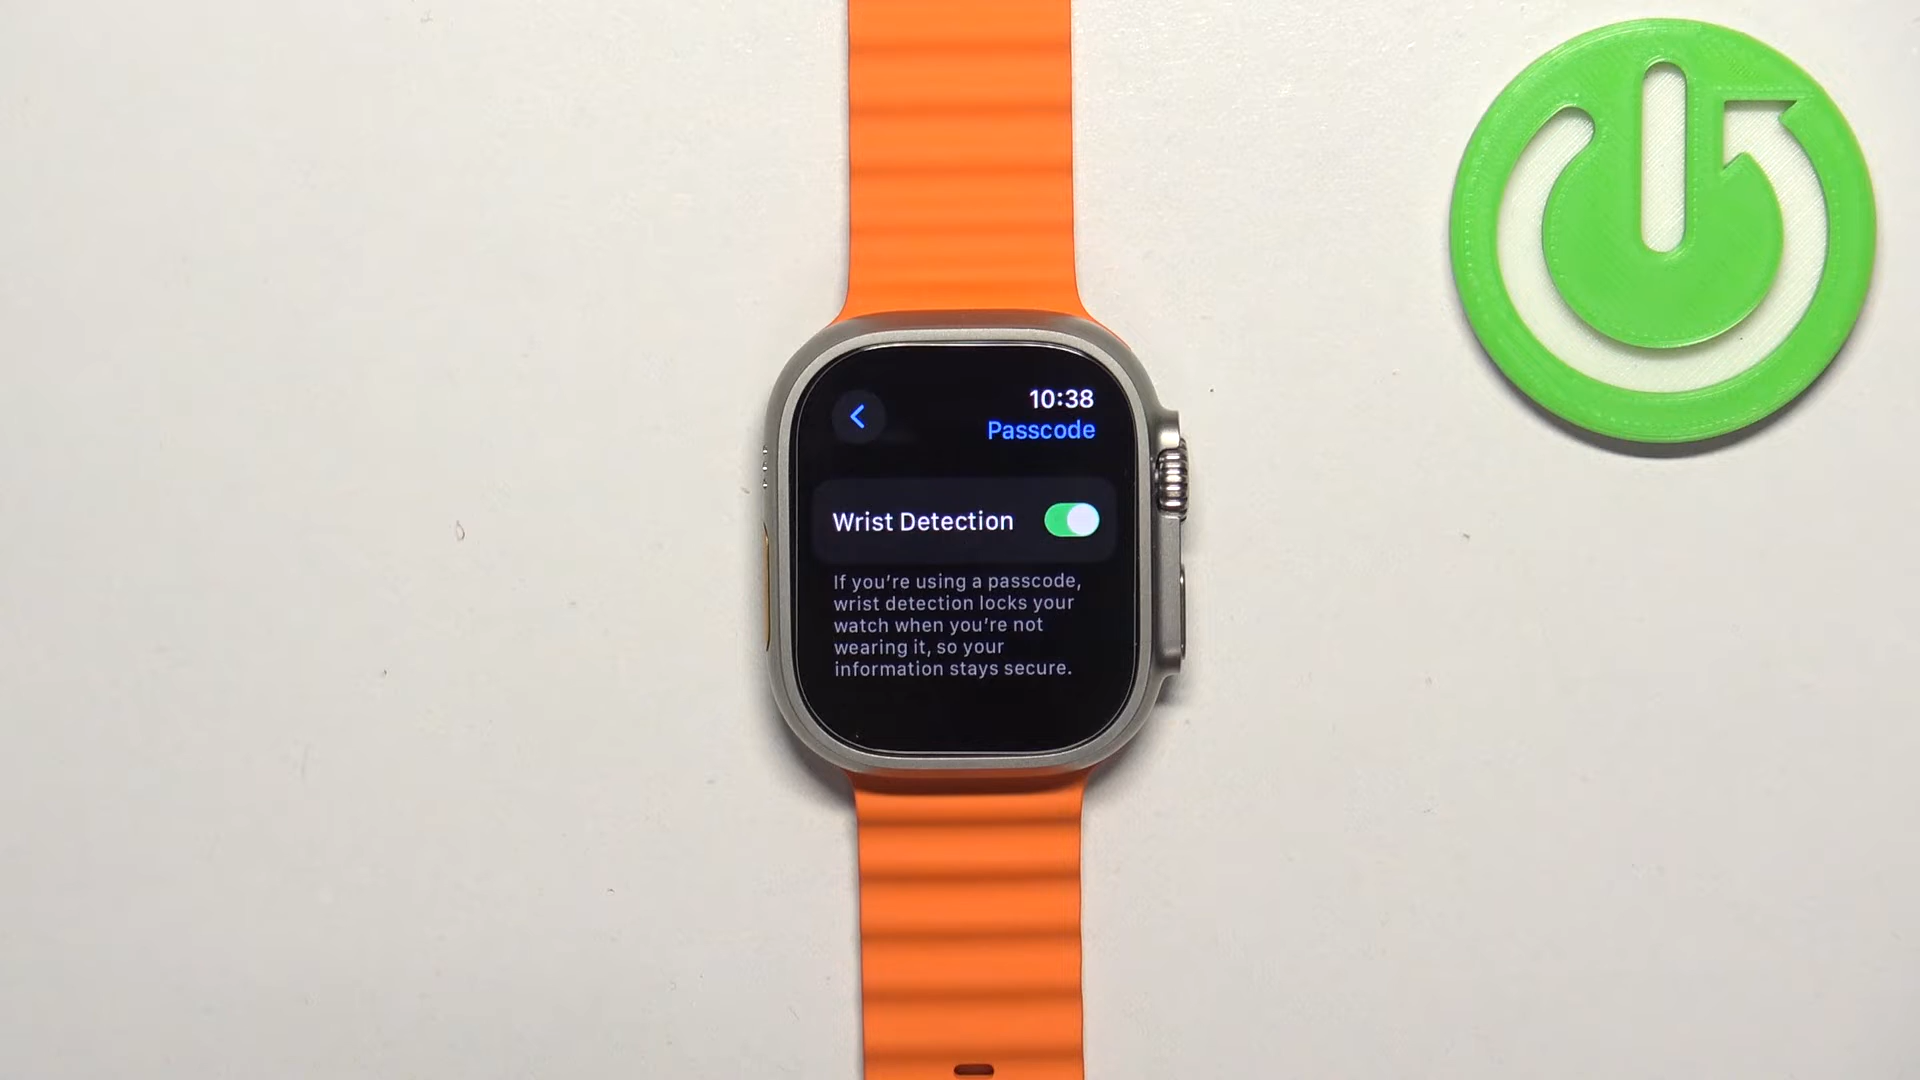 10:38
Passcode
Wrist Detection
If you’re using a passcode,
wrist detection locks your
watch when you’re not
wearing it, so your
information stays secure.